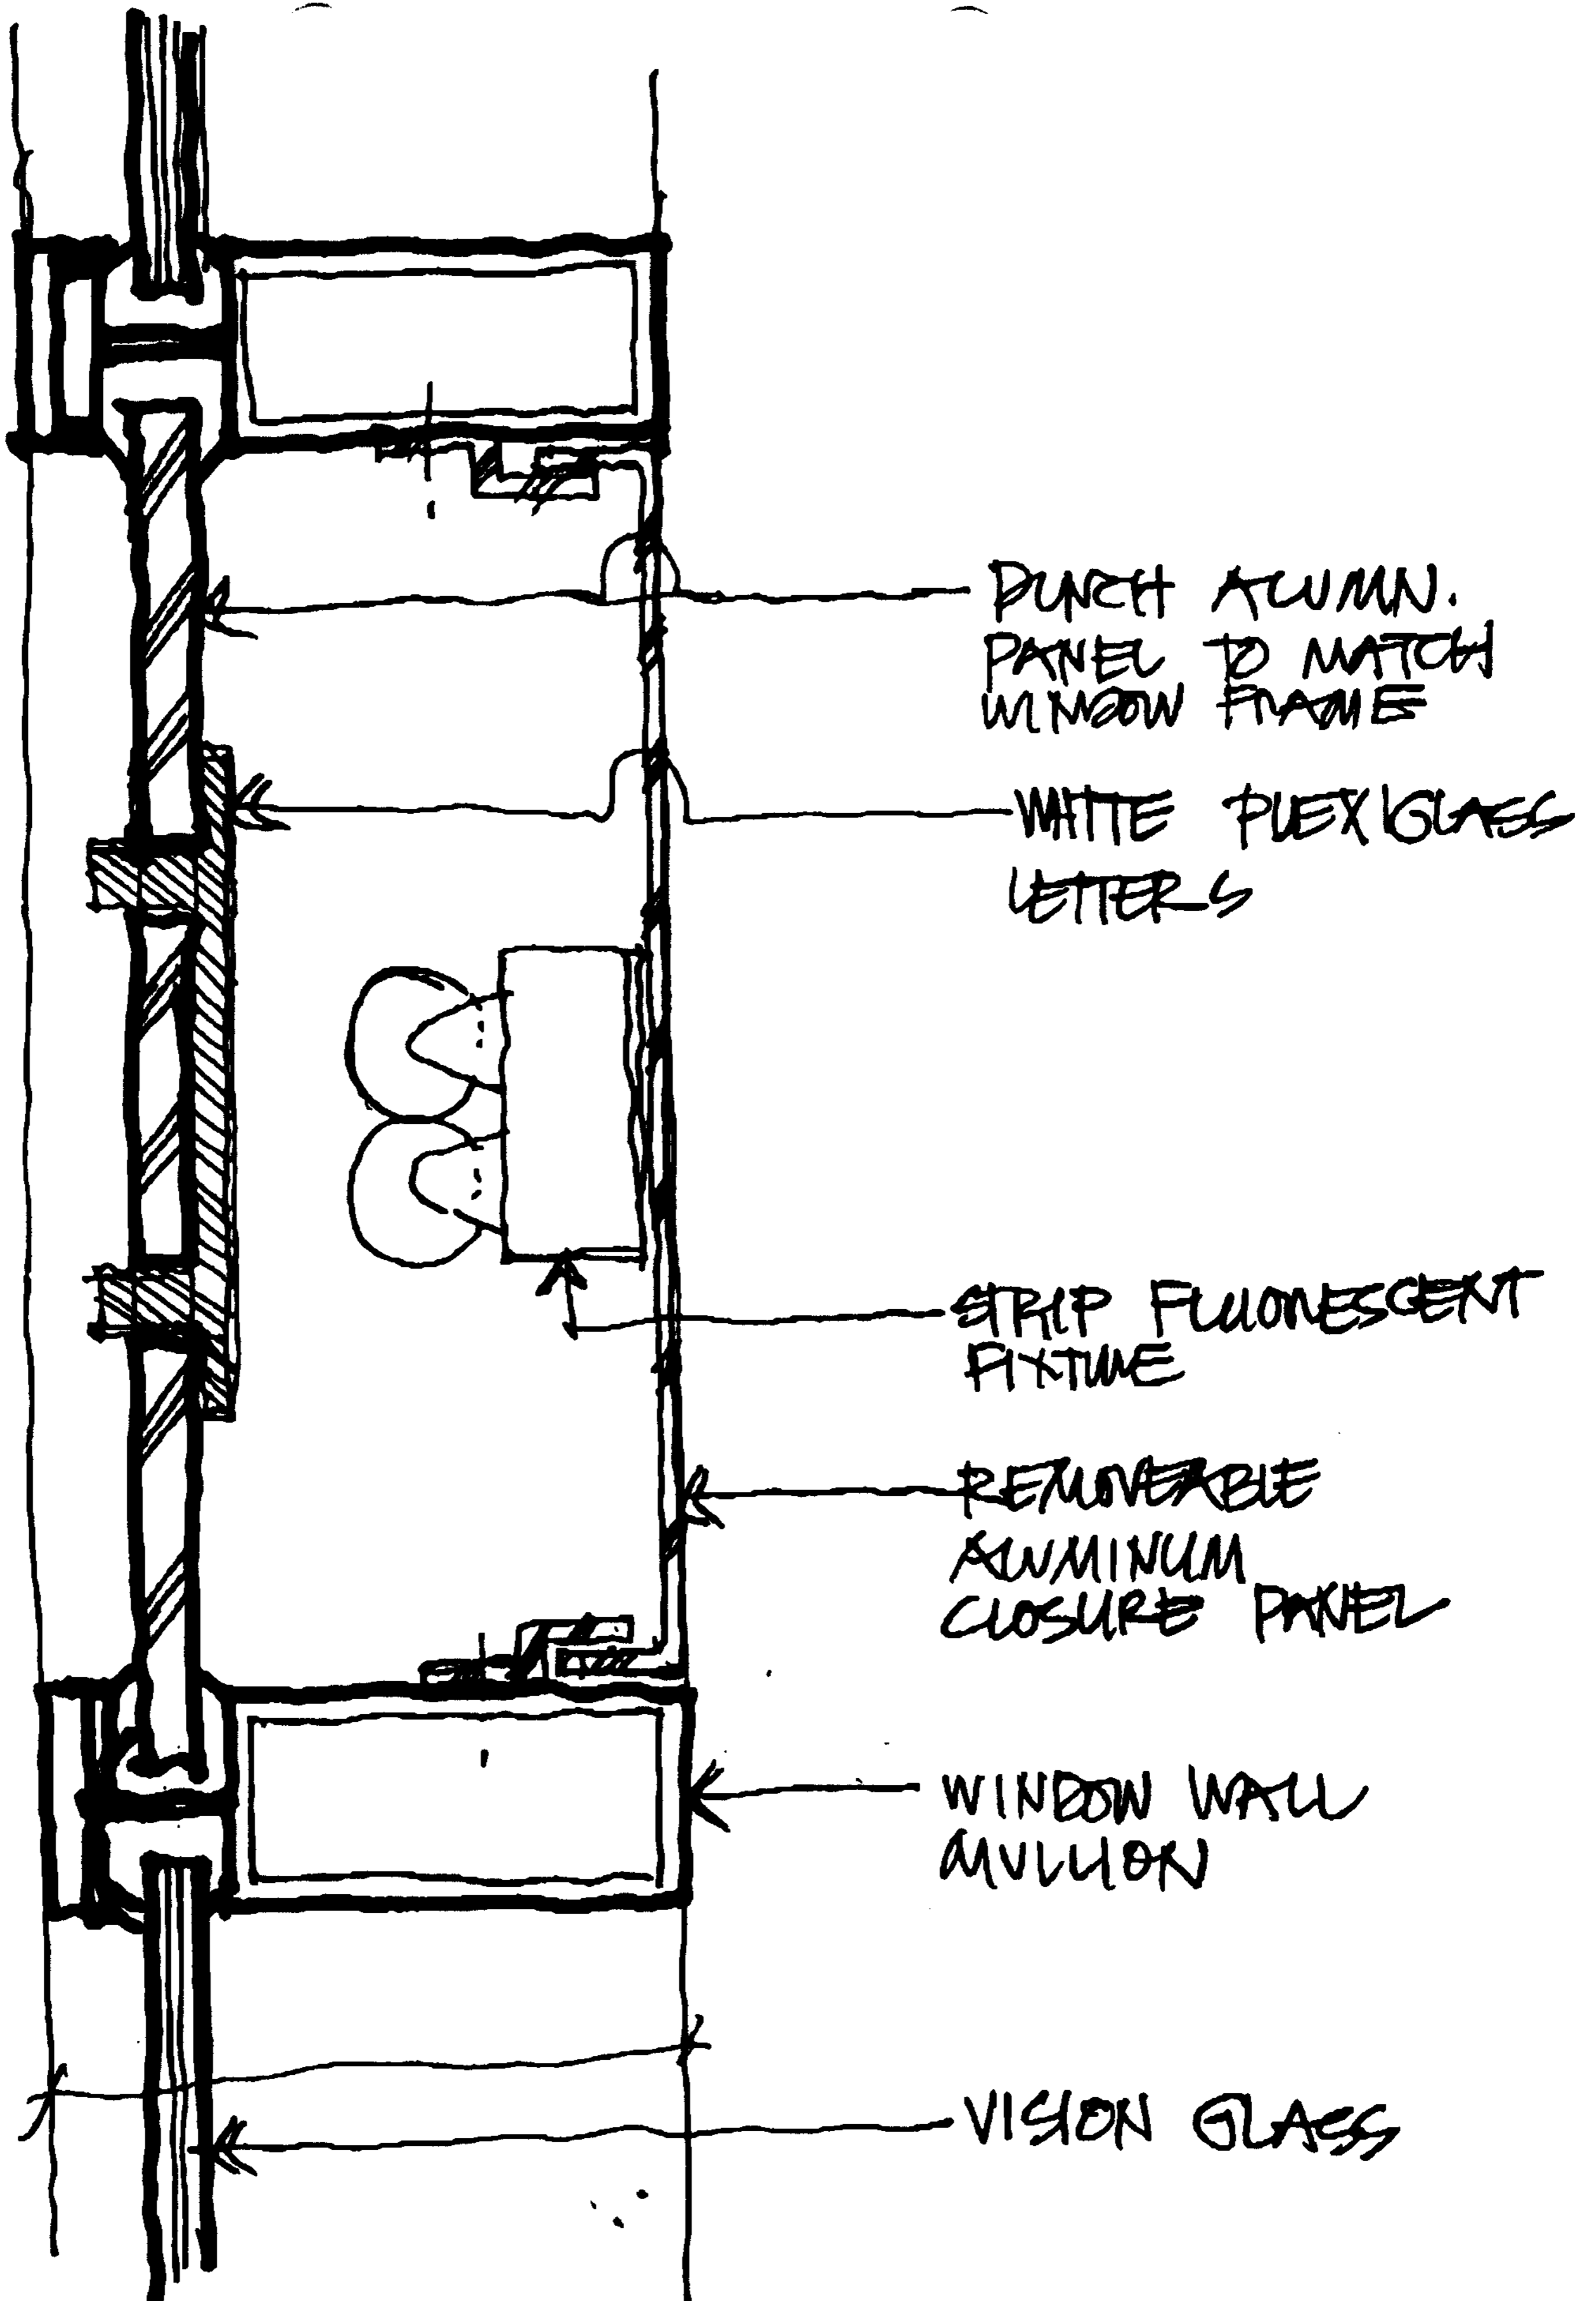 PUNCH ALUMN.
PANEL TO MATCH
WINDOW FRAME
WHITE PLEXIGLASS
LETTERS
STRIP FLUORESCENT
FIXTURE
REMOVEABLE
ALUMINUM
CLOSURE PANEL
WINDOW WALL
MULLION
VISION GLASS